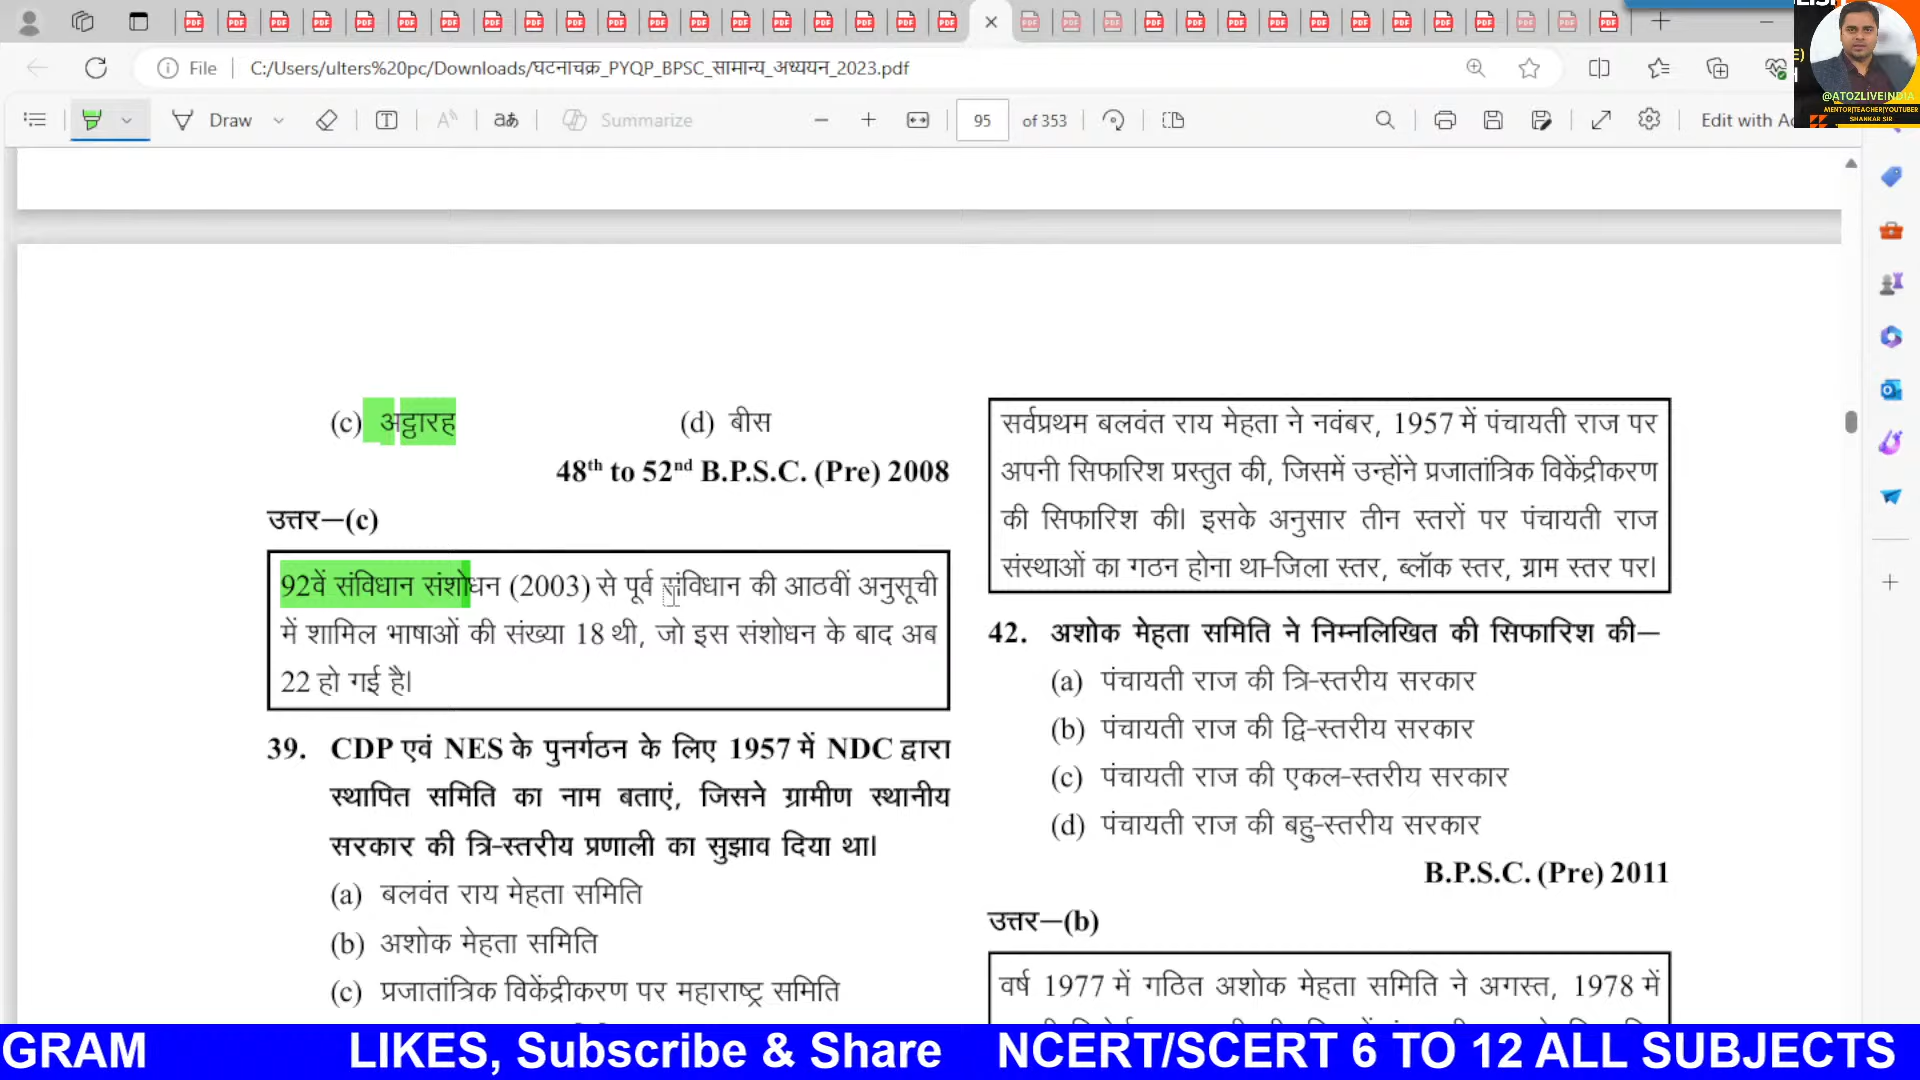 File
C:/Users/ulters%20pc/Downloads/घटनाचक्र_PYQP_BPSC_सामान्य_अध्ययन_2023.pdf
Draw
Summarize
95 of 353
@ATOZLIVEINDIA
MENTOR|TEACHER|YOUTUBER
SHANKAR SIR
(c) अट्ठारह (d) बीस
48th to 52nd B.P.S.C. (Pre) 2008
उत्तर—(c)
92वें संविधान संशोधन (2003) से पूर्व संविधान की आठवीं अनुसूची
में शामिल भाषाओं की संख्या 18 थी, जो इस संशोधन के बाद अब
22 हो गई है।
39. CDP एवं NES के पुनर्गठन के लिए 1957 में NDC द्वारा
स्थापित समिति का नाम बताएं, जिसने ग्रामीण स्थानीय
सरकार की त्रि-स्तरीय प्रणाली का सुझाव दिया था।
(a) बलवंत राय मेहता समिति
(b) अशोक मेहता समिति
(c) प्रजातांत्रिक विकेंद्रीकरण पर महाराष्ट्र समिति
सर्वप्रथम बलवंत राय मेहता ने नवंबर, 1957 में पंचायती राज पर
अपनी सिफारिश प्रस्तुत की, जिसमें उन्होंने प्रजातांत्रिक विकेंद्रीकरण
की सिफारिश की। इसके अनुसार तीन स्तरों पर पंचायती राज
संस्थाओं का गठन होना था-जिला स्तर, ब्लॉक स्तर, ग्राम स्तर पर।
42. अशोक मेहता समिति ने निम्नलिखित की सिफारिश की—
(a) पंचायती राज की त्रि-स्तरीय सरकार
(b) पंचायती राज की द्वि-स्तरीय सरकार
(c) पंचायती राज की एकल-स्तरीय सरकार
(d) पंचायती राज की बहु-स्तरीय सरकार
B.P.S.C. (Pre) 2011
उत्तर—(b)
वर्ष 1977 में गठित अशोक मेहता समिति ने अगस्त, 1978 में
GRAM LIKES, Subscribe & Share NCERT/SCERT 6 TO 12 ALL SUBJECTS